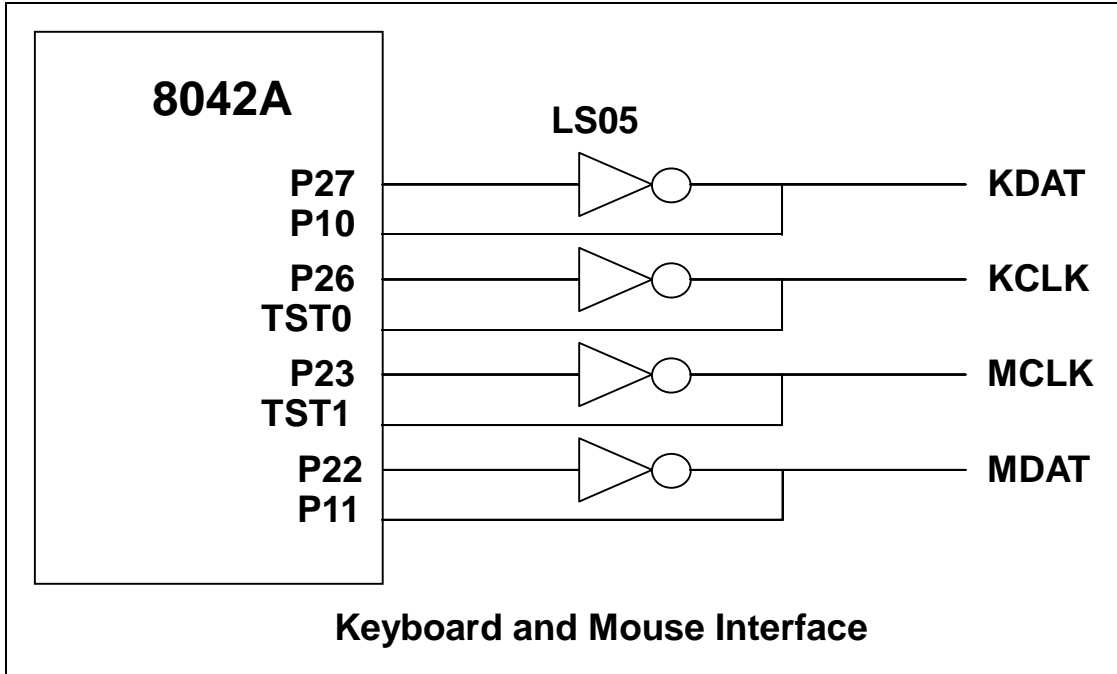 8042A
LS05
P27
KDAT
P10
P26
KCLK
TST0
P23
MCLK
TST1
P22
MDAT
P11
Keyboard and Mouse Interface